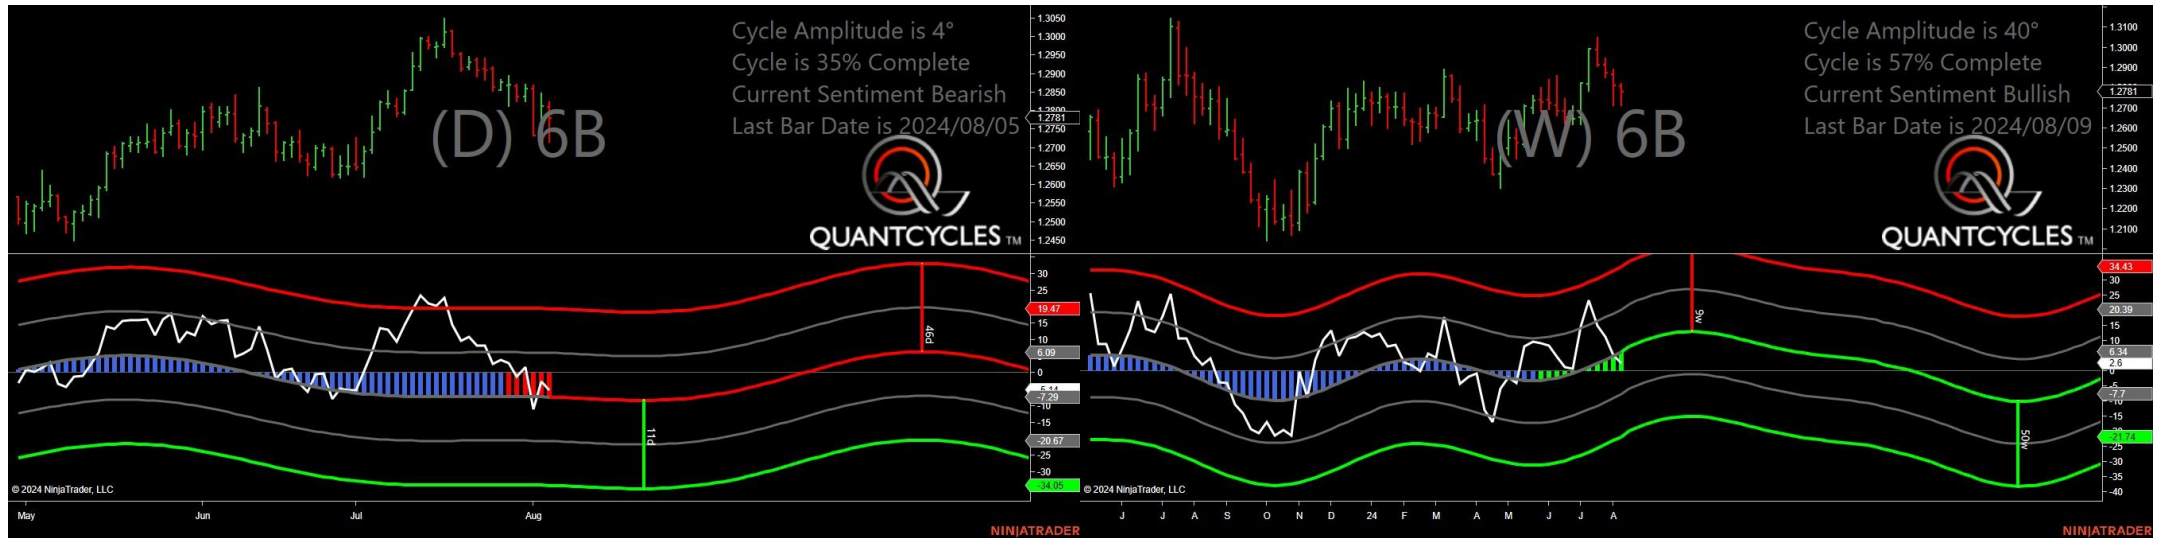 Cycle Amplitude is 4°
Cycle is 35% Complete
Current Sentiment Bearish
Last Bar Date is 2024/08/05
(D) 6B
QUANTCYCLES TM
1.3050
1.3000
1.2950
1.2900
1.2850
1.2781
1.2750
1.2700
1.2650
1.2600
1.2550
1.2500
1.2450
30
25
19.47
15
10
6.09
0
-5.14
-7.29
-10
-15
-20.67
-25
-30
-34.05
46d
11d
© 2024 NinjaTrader, LLC
May Jun Jul Aug
NINJATRADER
Cycle Amplitude is 40°
Cycle is 57% Complete
Current Sentiment Bullish
Last Bar Date is 2024/08/09
(W) 6B
QUANTCYCLES TM
1.3100
1.3000
1.2900
1.2781
1.2700
1.2600
1.2500
1.2400
1.2300
1.2200
1.2100
34.43
30
25
20.39
15
10
6.34
2.6
0
-5
-7.7
-10
-15
-21.74
-25
-30
-35
-40
9w
50w
© 2024 NinjaTrader, LLC
J J A S O N D 24 F M A M J J A
NINJATRADER